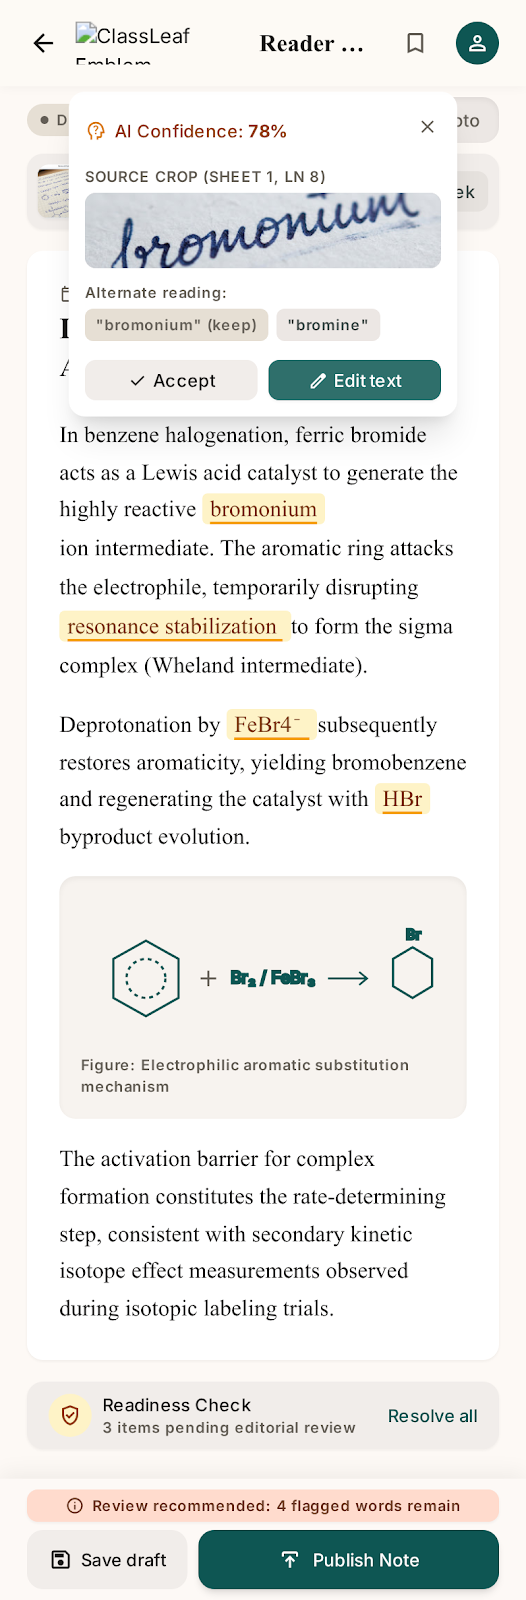 ClassLeaf
Emblem
Reader ...
AI Confidence: 78%
SOURCE CROP (SHEET 1, LN 8)
bromonium
Alternate reading:
"bromonium" (keep)
"bromine"
Accept
Edit text
In benzene halogenation, ferric bromide
acts as a Lewis acid catalyst to generate the
highly reactive bromonium
ion intermediate. The aromatic ring attacks
the electrophile, temporarily disrupting
resonance stabilization to form the sigma
complex (Wheland intermediate).
Deprotonation by FeBr4⁻ subsequently
restores aromaticity, yielding bromobenzene
and regenerating the catalyst with HBr
byproduct evolution.
Br
+ Br₂ / FeBr₃
Figure: Electrophilic aromatic substitution
mechanism
The activation barrier for complex
formation constitutes the rate-determining
step, consistent with secondary kinetic
isotope effect measurements observed
during isotopic labeling trials.
Readiness Check
3 items pending editorial review
Resolve all
Review recommended: 4 flagged words remain
Save draft
Publish Note